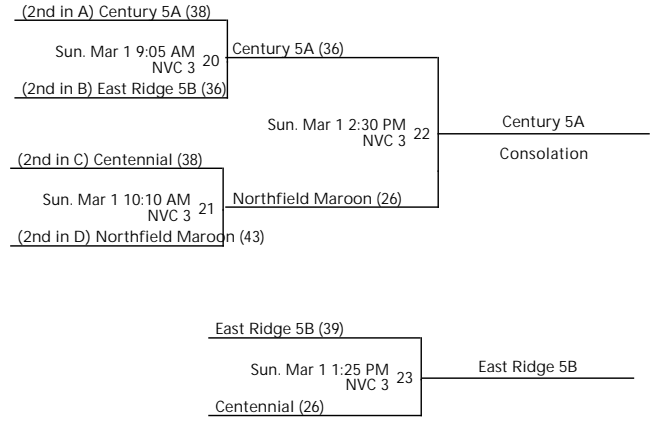 (2nd in A) Century 5A (38)
Sun. Mar 1 9:05 AM
NVC 3
20
Century 5A (36)
(2nd in B) East Ridge 5B (36)
Sun. Mar 1 2:30 PM
NVC 3
22
Century 5A
Consolation
(2nd in C) Centennial (38)
Sun. Mar 1 10:10 AM
NVC 3
21
Northfield Maroon (26)
(2nd in D) Northfield Maroon (43)
East Ridge 5B (39)
Sun. Mar 1 1:25 PM
NVC 3
23
East Ridge 5B
Centennial (26)